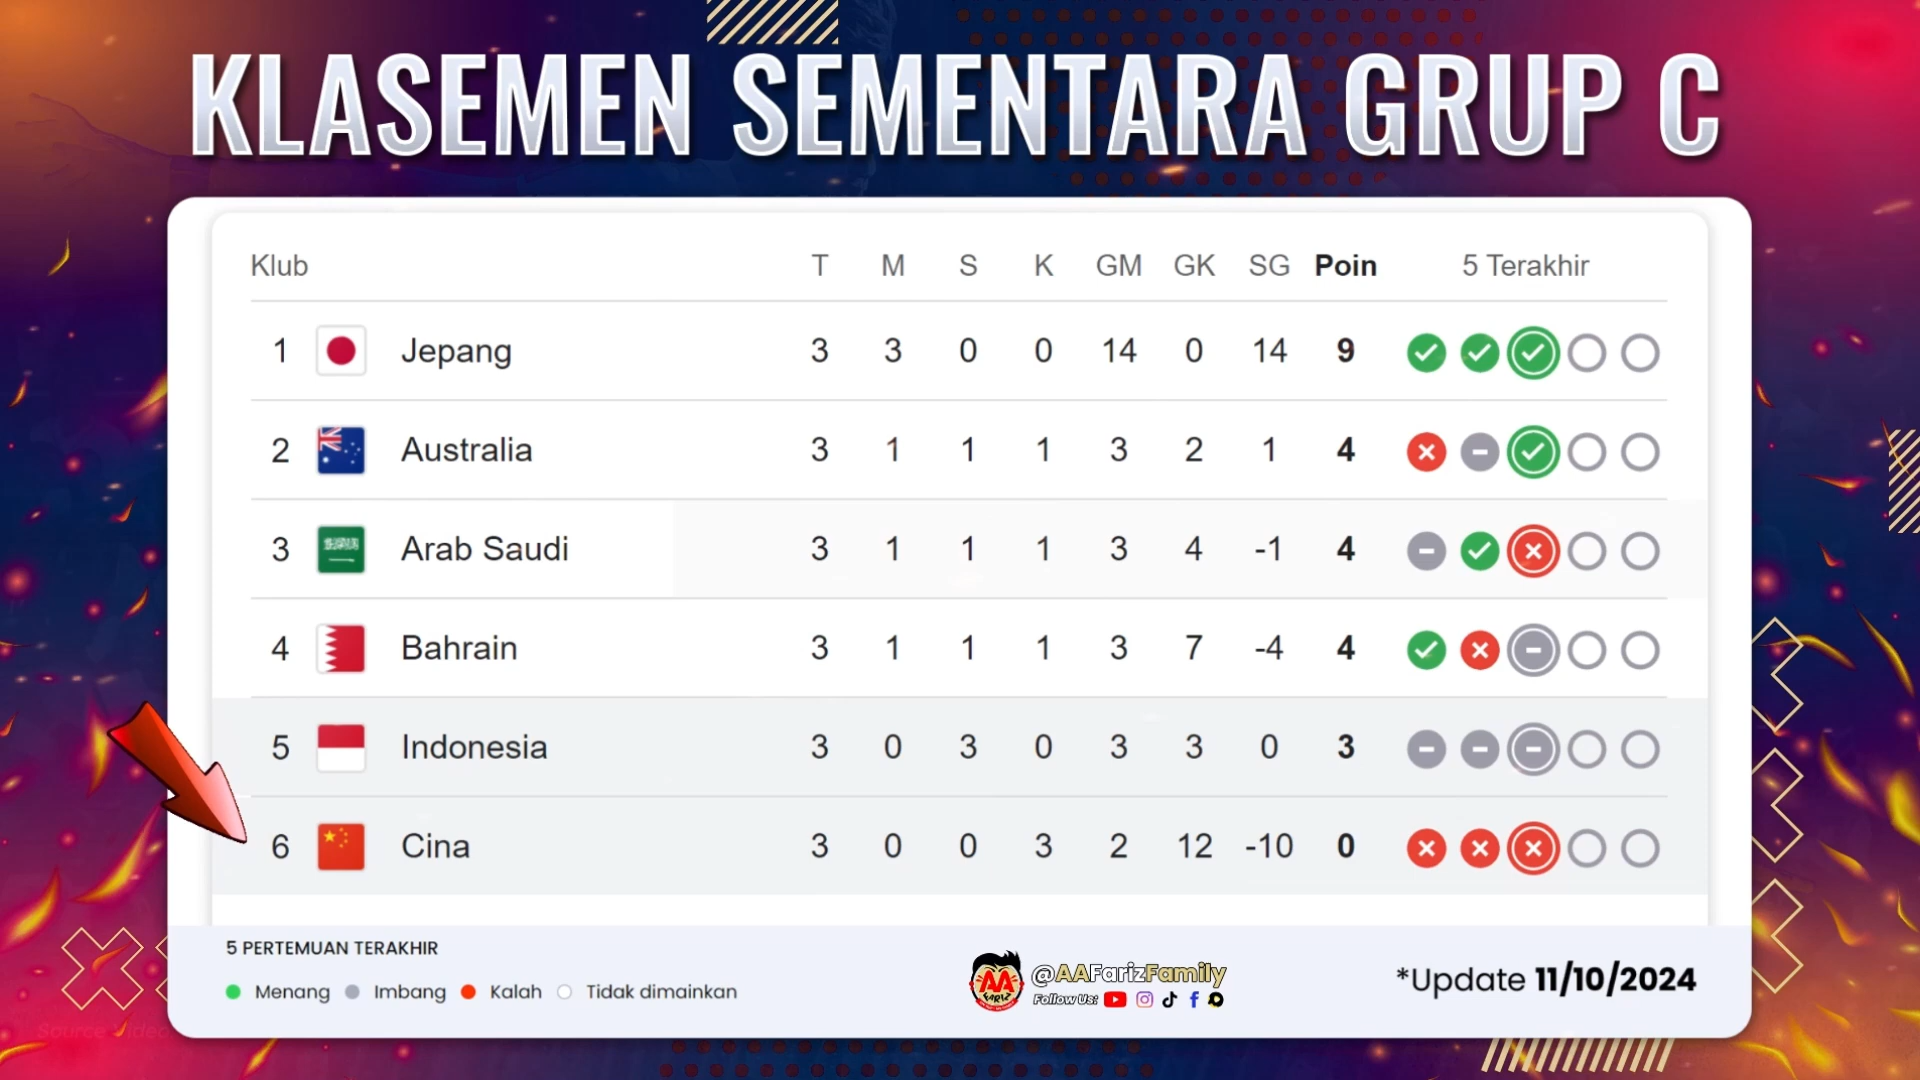 KLASEMEN SEMENTARA GRUP C
Klub T M S K GM GK SG Poin 5 Terakhir
1 Jepang 3 3 0 0 14 0 14 9
2 Australia 3 1 1 1 3 2 1 4
3 Arab Saudi 3 1 1 1 3 4 -1 4
4 Bahrain 3 1 1 1 3 7 -4 4
5 Indonesia 3 0 3 0 3 3 0 3
6 Cina 3 0 0 3 2 12 -10 0
5 PERTEMUAN TERAKHIR
Menang Imbang Kalah Tidak dimainkan
AA FARIZ
@AAFarizFamily
Follow Us:
*Update 11/10/2024
Source Video